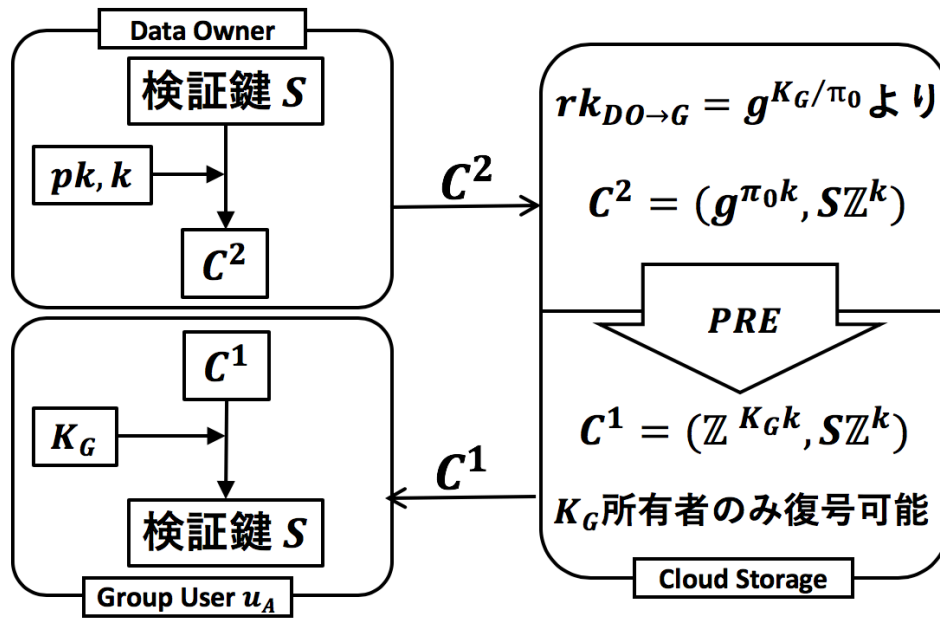 Data Owner
検証鍵 S
pk, k
C²
C²
rk_{DO→G} = g^{K_G/π₀} より
C² = (g^{π₀k}, Sℤ^k)
PRE
C¹ = (ℤ^{K_G k}, Sℤ^k)
K_G所有者のみ復号可能
Cloud Storage
C¹
C¹
K_G
検証鍵 S
Group User u_A